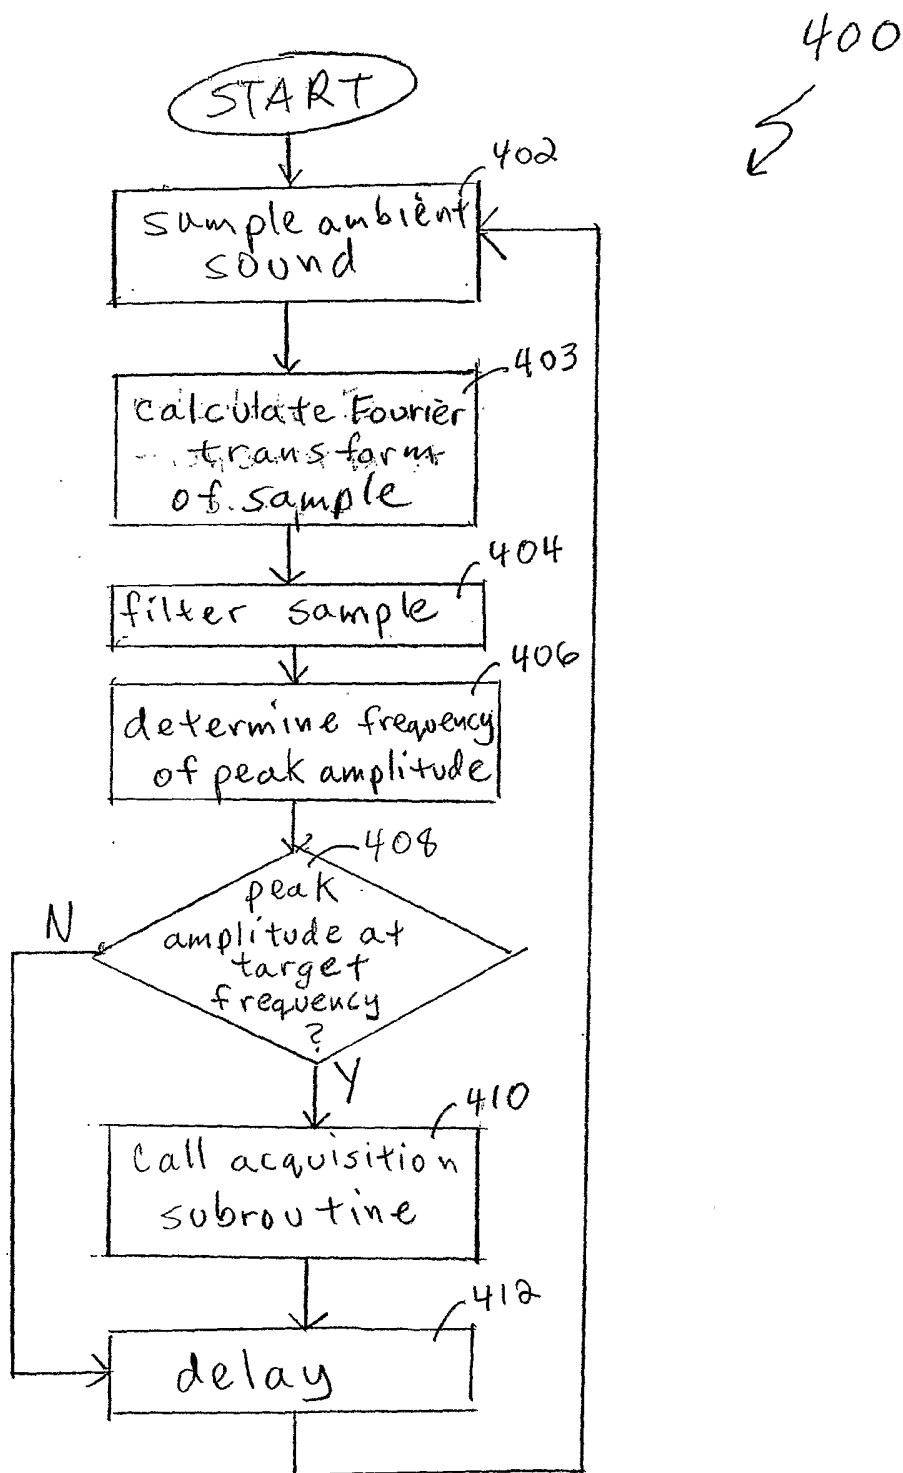 400
START
402
sample ambient
sound
403
calculate Fourier
transform
of sample
404
filter sample
406
determine frequency
of peak amplitude
408
peak
amplitude at
target
frequency
?
N
Y
410
Call acquisition
subroutine
412
delay